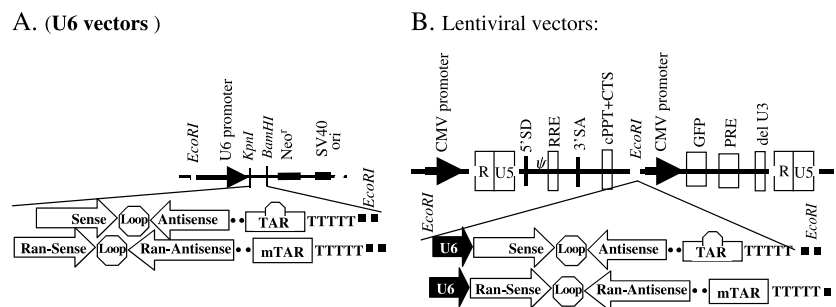 A. (U6 vectors)
EcoRI
U6 promoter
KpnI
BamHI
Neoʳ
SV40 ori
EcoRI
Sense Loop Antisense •• TAR TTTTT
Ran-Sense Loop Ran-Antisense •• mTAR TTTTT
B. Lentiviral vectors:
CMV promoter
R U5
5'SD
ψ
RRE
3'SA
cPPT+CTS
EcoRI
CMV promoter
GFP
PRE
del U3
R U5
EcoRI
EcoRI
U6 Sense Loop Antisense •• TAR TTTTT
U6 Ran-Sense Loop Ran-Antisense •• mTAR TTTTT